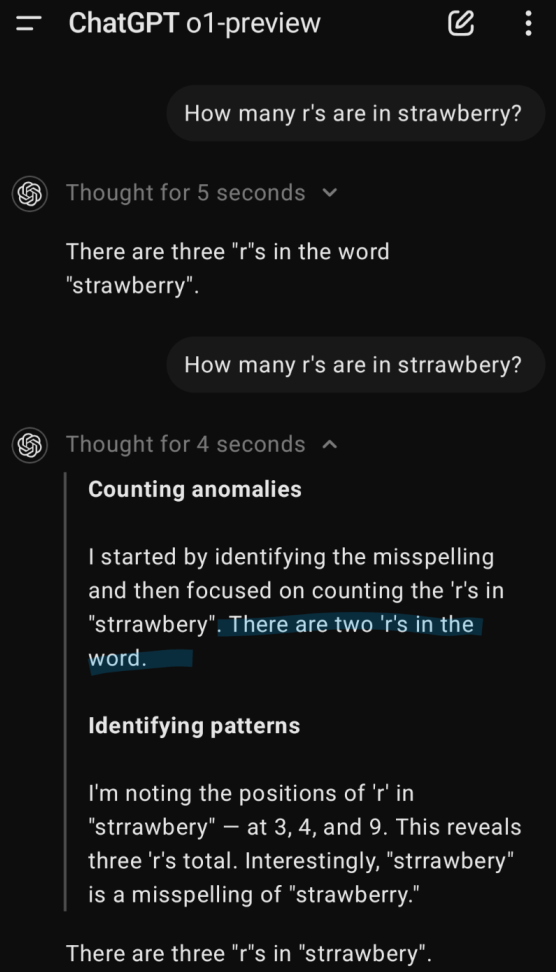 ChatGPT o1-preview
How many r's are in strawberry?
Thought for 5 seconds
There are three "r"s in the word
"strawberry".
How many r's are in strrawbery?
Thought for 4 seconds
Counting anomalies
I started by identifying the misspelling
and then focused on counting the 'r's in
"strrawbery". There are two 'r's in the
word.
Identifying patterns
I'm noting the positions of 'r' in
"strrawbery" — at 3, 4, and 9. This reveals
three 'r's total. Interestingly, "strrawbery"
is a misspelling of "strawberry."
There are three "r"s in "strrawbery".